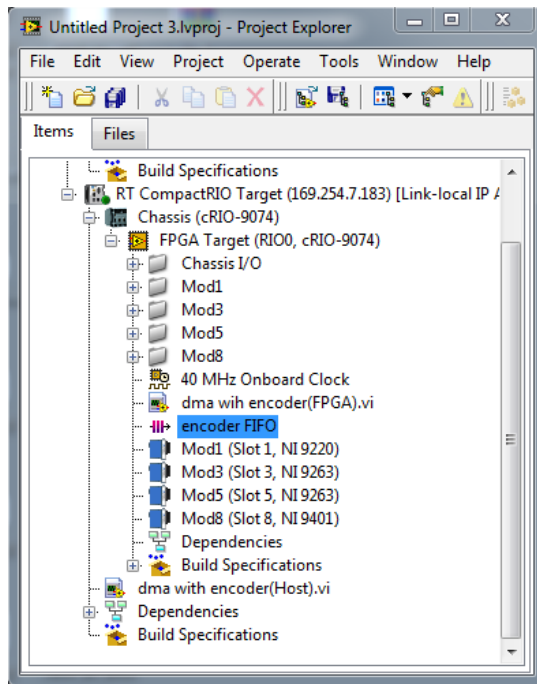 Untitled Project 3.lvproj - Project Explorer
File Edit View Project Operate Tools Window Help
Items Files
Build Specifications
RT CompactRIO Target (169.254.7.183) [Link-local IP A
Chassis (cRIO-9074)
FPGA Target (RIO0, cRIO-9074)
Chassis I/O
Mod1
Mod3
Mod5
Mod8
40 MHz Onboard Clock
dma wih encoder(FPGA).vi
encoder FIFO
Mod1 (Slot 1, NI 9220)
Mod3 (Slot 3, NI 9263)
Mod5 (Slot 5, NI 9263)
Mod8 (Slot 8, NI 9401)
Dependencies
Build Specifications
dma with encoder(Host).vi
Dependencies
Build Specifications